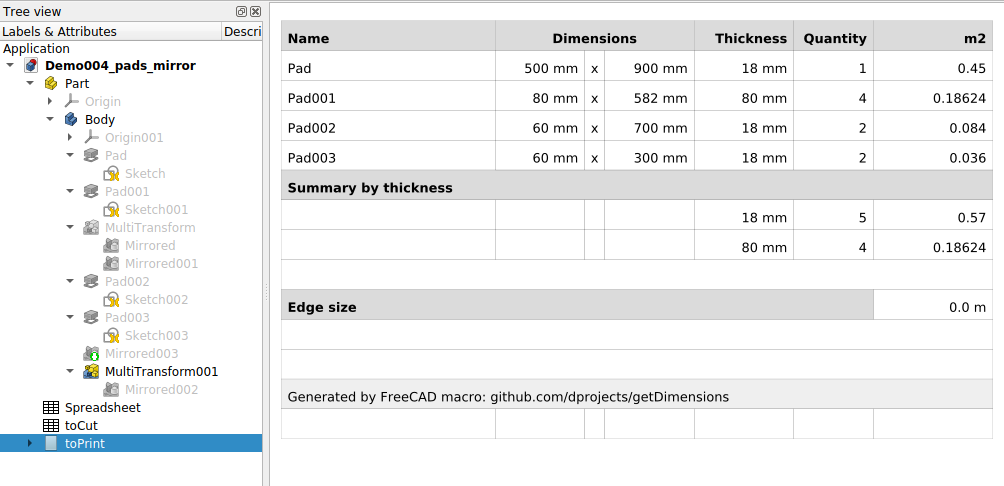 Tree view
Labels & Attributes Descri
Application
Demo004_pads_mirror
Part
Origin
Body
Origin001
Pad
Sketch
Pad001
Sketch001
MultiTransform
Mirrored
Mirrored001
Pad002
Sketch002
Pad003
Sketch003
Mirrored003
MultiTransform001
Mirrored002
Spreadsheet
toCut
toPrint
Name Dimensions Thickness Quantity m2
Pad 500 mm x 900 mm 18 mm 1 0.45
Pad001 80 mm x 582 mm 80 mm 4 0.18624
Pad002 60 mm x 700 mm 18 mm 2 0.084
Pad003 60 mm x 300 mm 18 mm 2 0.036
Summary by thickness
18 mm 5 0.57
80 mm 4 0.18624
Edge size 0.0 m
Generated by FreeCAD macro: github.com/dprojects/getDimensions